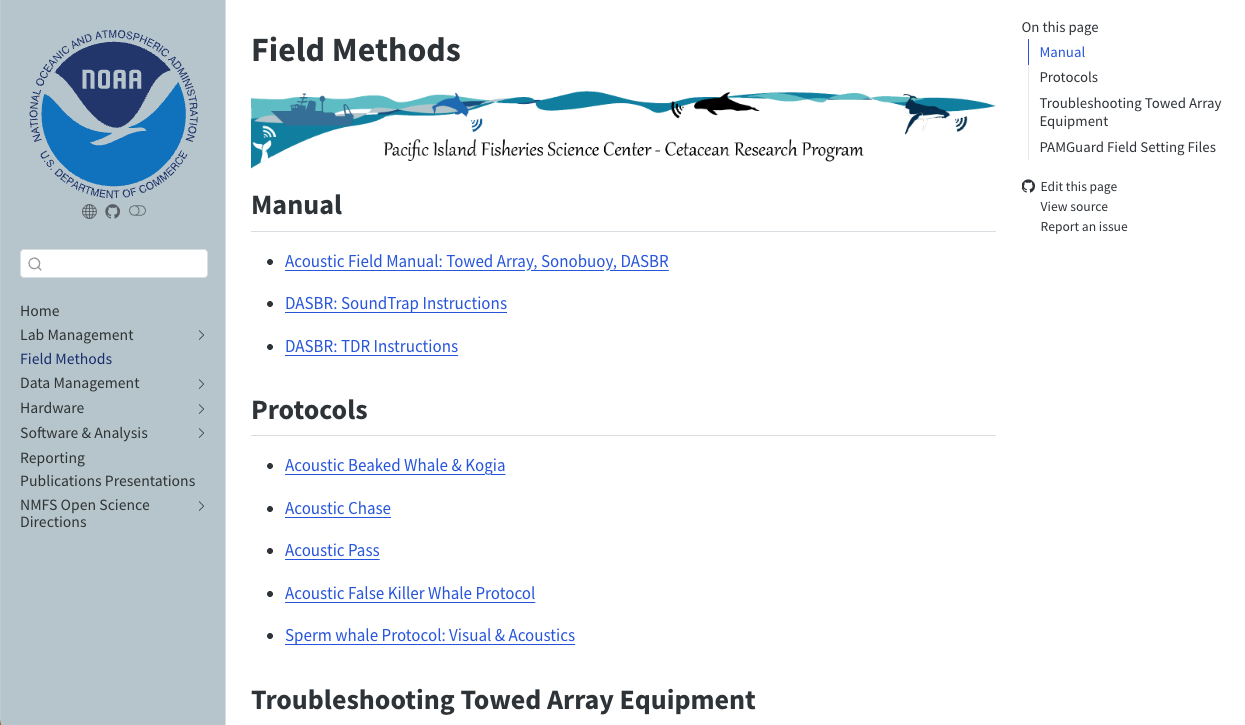 NATIONAL OCEANIC AND ATMOSPHERIC ADMINISTRATION
NOAA
U.S. DEPARTMENT OF COMMERCE
Home
Lab Management
Field Methods
Data Management
Hardware
Software & Analysis
Reporting
Publications Presentations
NMFS Open Science
Directions
Field Methods
Pacific Island Fisheries Science Center - Cetacean Research Program
Manual
Acoustic Field Manual: Towed Array, Sonobuoy, DASBR
DASBR: SoundTrap Instructions
DASBR: TDR Instructions
Protocols
Acoustic Beaked Whale & Kogia
Acoustic Chase
Acoustic Pass
Acoustic False Killer Whale Protocol
Sperm whale Protocol: Visual & Acoustics
Troubleshooting Towed Array Equipment
On this page
Manual
Protocols
Troubleshooting Towed Array
Equipment
PAMGuard Field Setting Files
Edit this page
View source
Report an issue